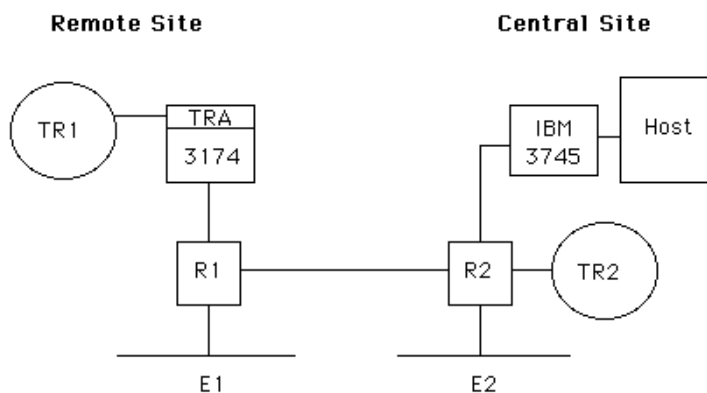 Remote Site
Central Site
TR1
TRA
3174
IBM
3745
Host
R1
R2
TR2
E1
E2